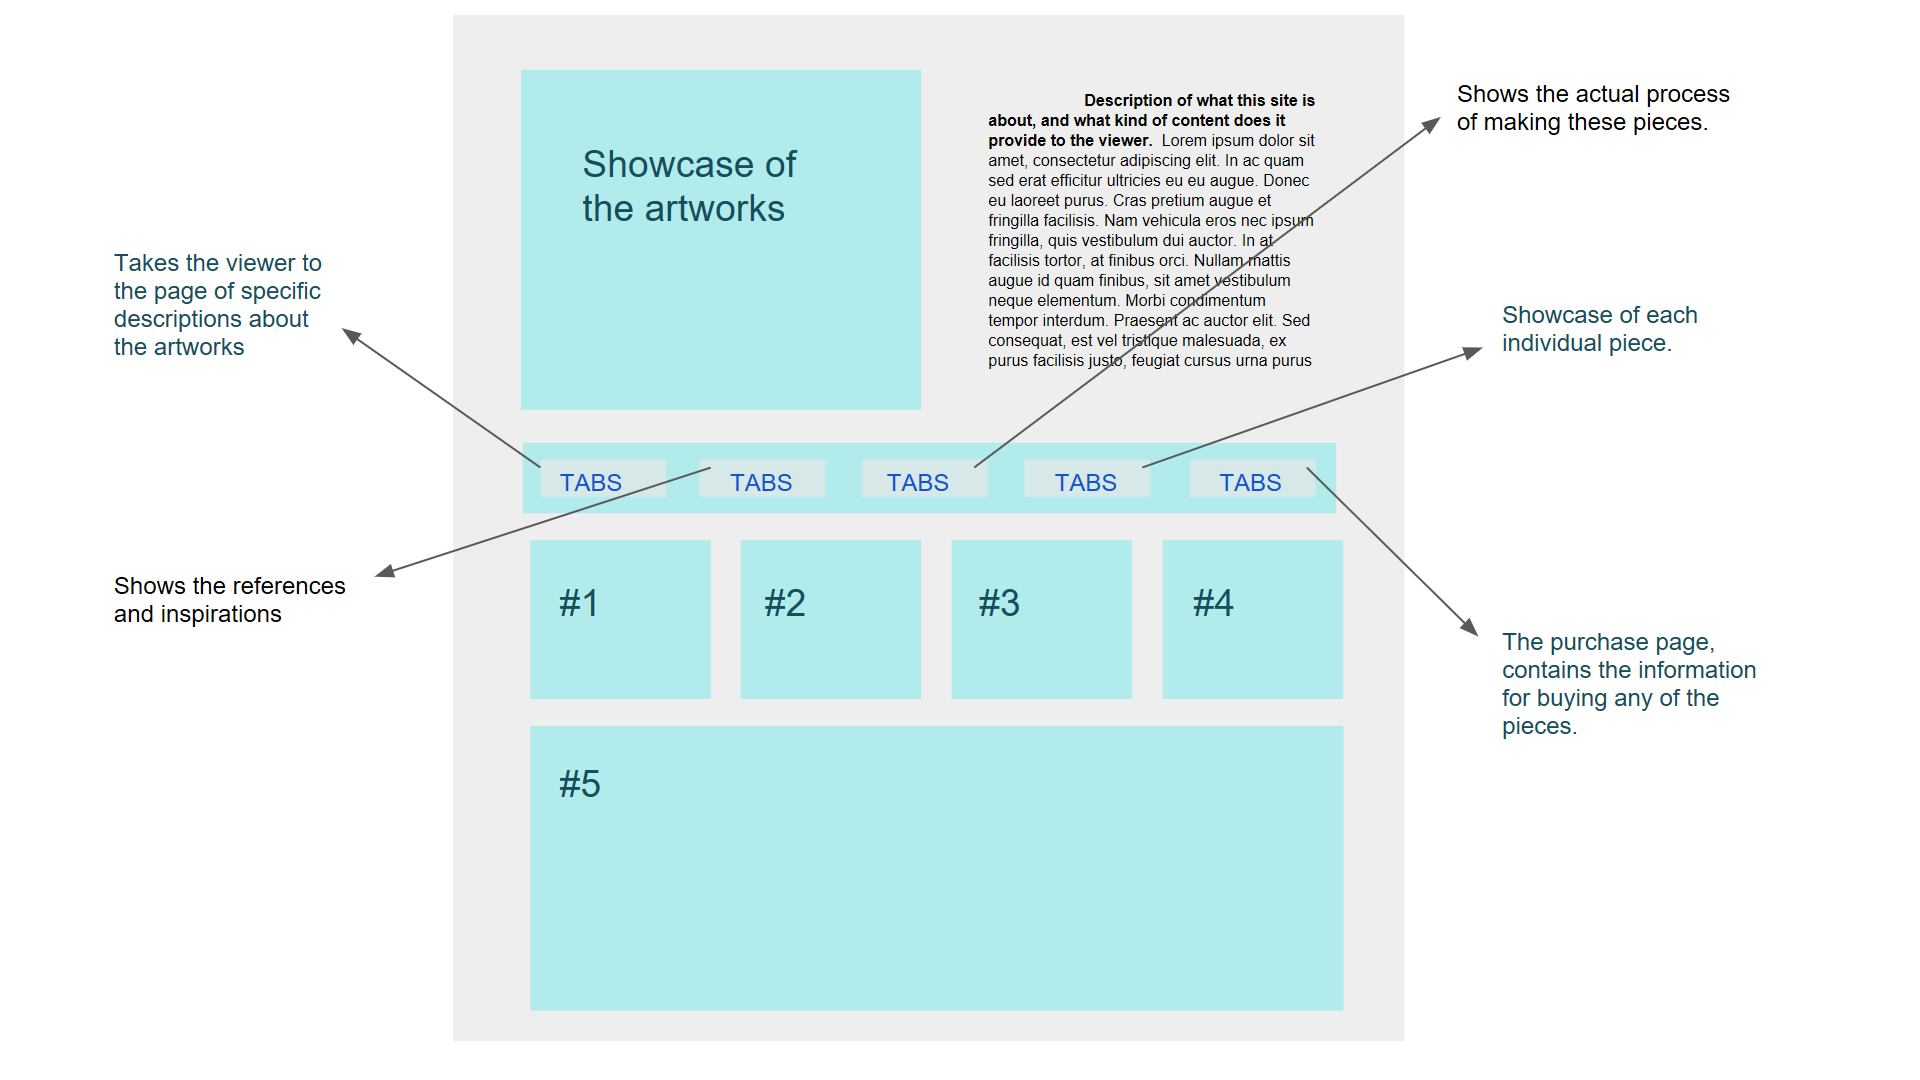 Showcase of
the artworks
Description of what this site is
about, and what kind of content does it
provide to the viewer. Lorem ipsum dolor sit
amet, consectetur adipiscing elit. In ac quam
sed erat efficitur ultricies eu eu augue. Donec
eu laoreet purus. Cras pretium augue et
fringilla facilisis. Nam vehicula eros nec ipsum
fringilla, quis vestibulum dui auctor. In at
facilisis tortor, at finibus orci. Nullam mattis
augue id quam finibus, sit amet vestibulum
neque elementum. Morbi condimentum
tempor interdum. Praesent ac auctor elit. Sed
consequat, est vel tristique malesuada, ex
purus facilisis justo, feugiat cursus urna purus
Shows the actual process
of making these pieces.
Takes the viewer to
the page of specific
descriptions about
the artworks
Showcase of each
individual piece.
TABS
TABS
TABS
TABS
TABS
Shows the references
and inspirations
#1
#2
#3
#4
The purchase page,
contains the information
for buying any of the
pieces.
#5